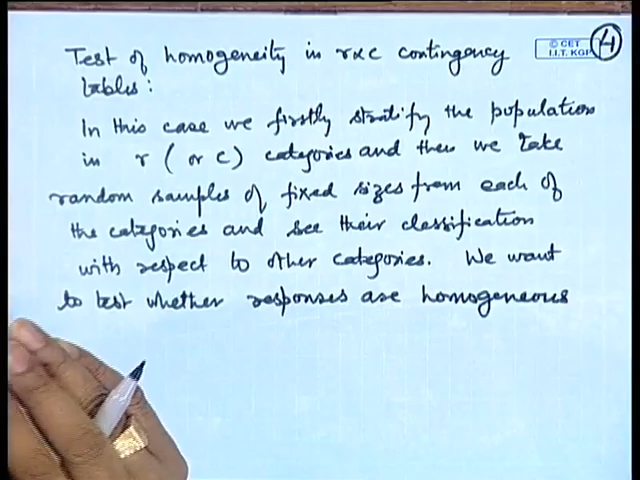 Test of homogeneity in r×c contingency
tables:
In this case we firstly stratify the population
in r (or c) categories and then we take
random samples of fixed sizes from each of
the categories and see their classification
with respect to other categories. We want
to test whether responses are homogeneous
© CET
I.I.T. KGP
14